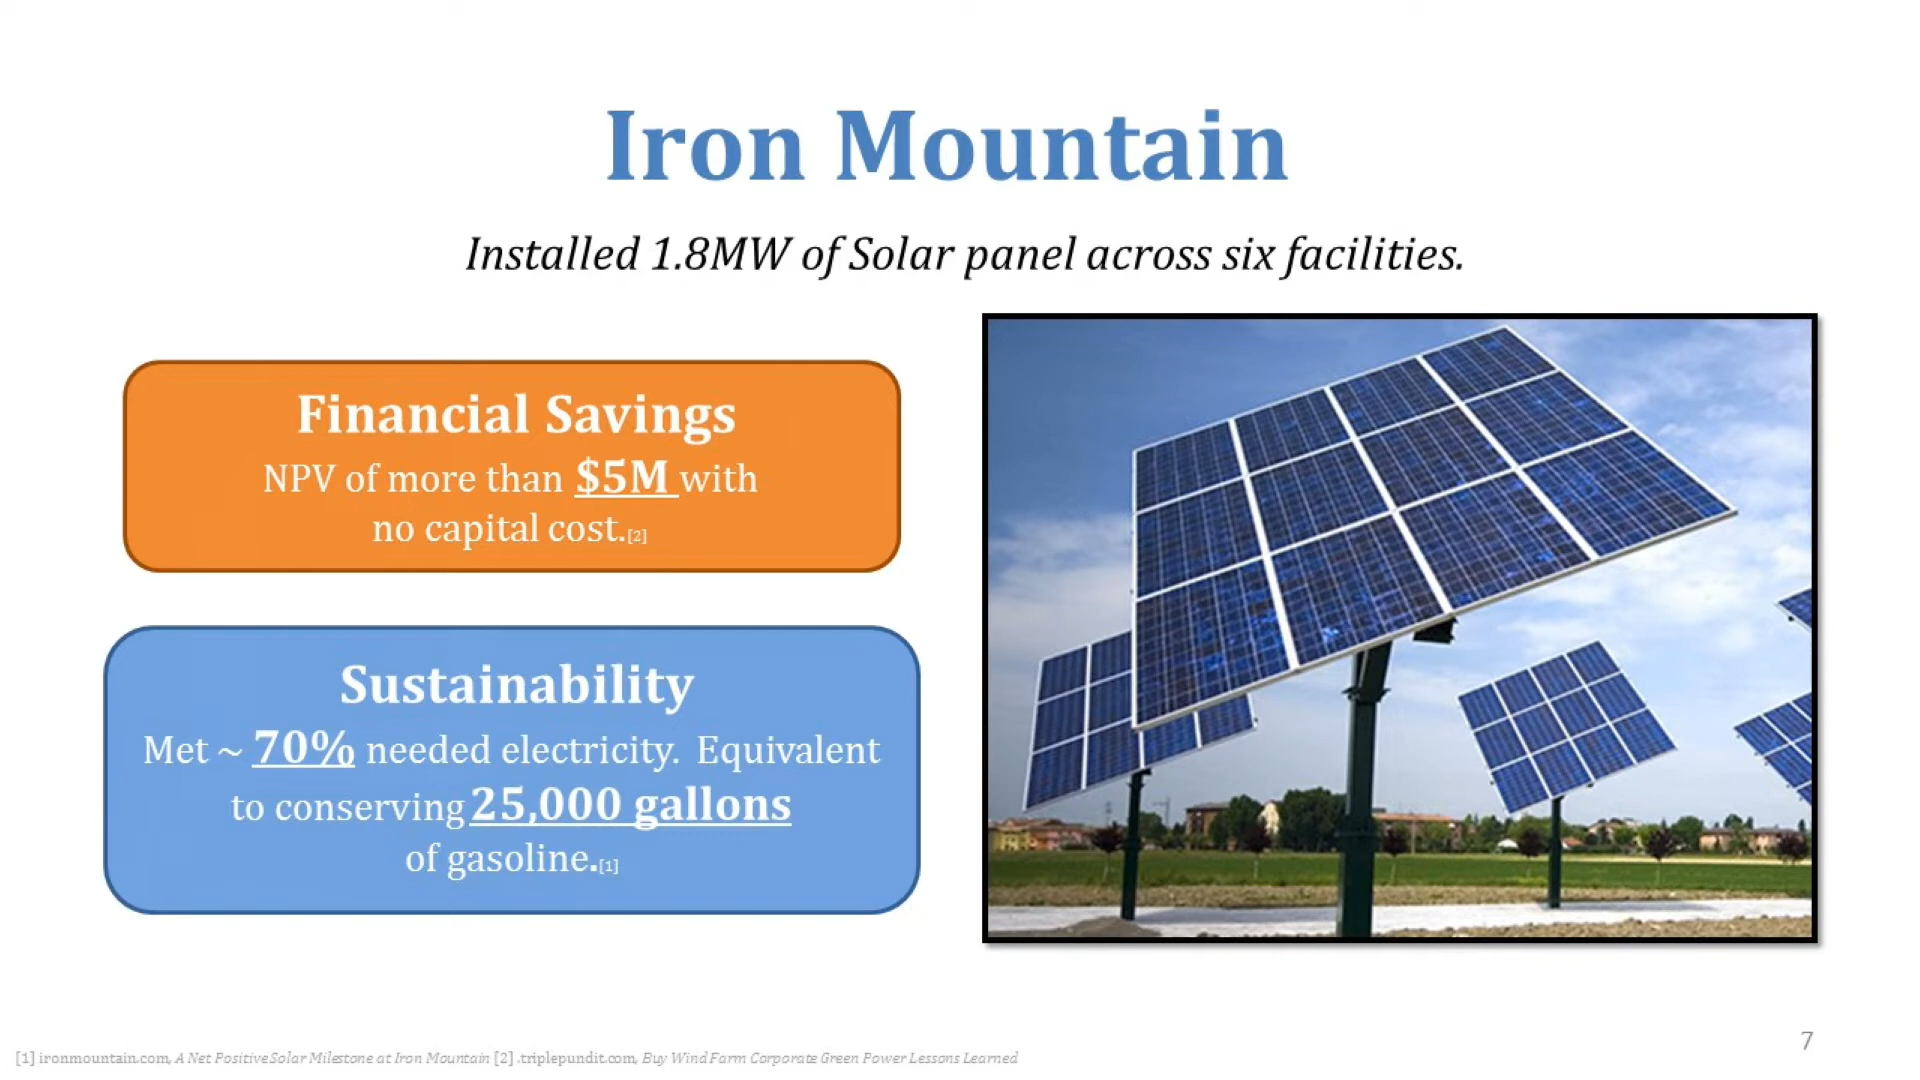 Iron Mountain
Installed 1.8MW of Solar panel across six facilities.
Financial Savings
NPV of more than $5M with
no capital cost.[2]
Sustainability
Met ~ 70% needed electricity. Equivalent
to conserving 25,000 gallons
of gasoline.[1]
7
[1] ironmountain.com, A Net Positive Solar Milestone at Iron Mountain [2] .triplepundit.com, Buy Wind Farm Corporate Green Power Lessons Learned